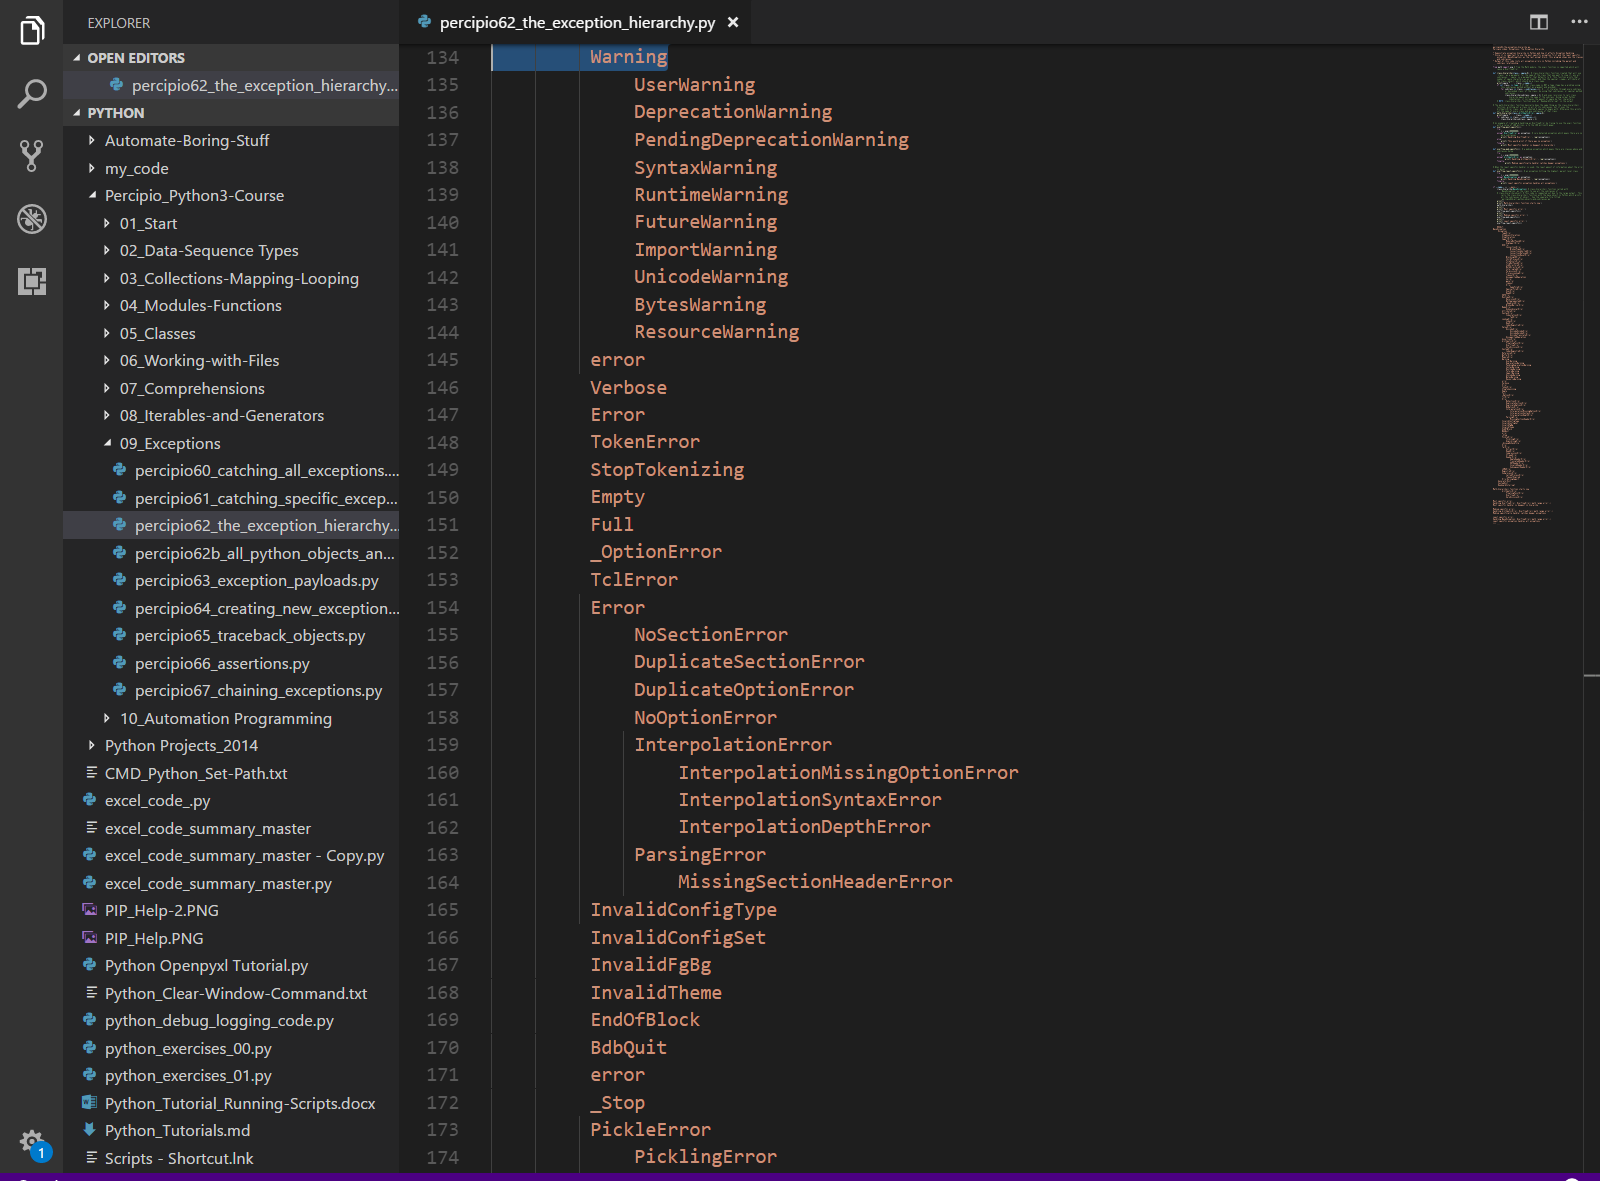 EXPLORER
OPEN EDITORS
percipio62_the_exception_hierarchy...
PYTHON
Automate-Boring-Stuff
my_code
Percipio_Python3-Course
01_Start
02_Data-Sequence Types
03_Collections-Mapping-Looping
04_Modules-Functions
05_Classes
06_Working-with-Files
07_Comprehensions
08_Iterables-and-Generators
09_Exceptions
percipio60_catching_all_exceptions....
percipio61_catching_specific_excep...
percipio62_the_exception_hierarchy...
percipio62b_all_python_objects_an...
percipio63_exception_payloads.py
percipio64_creating_new_exception...
percipio65_traceback_objects.py
percipio66_assertions.py
percipio67_chaining_exceptions.py
10_Automation Programming
Python Projects_2014
CMD_Python_Set-Path.txt
excel_code_.py
excel_code_summary_master
excel_code_summary_master - Copy.py
excel_code_summary_master.py
PIP_Help-2.PNG
PIP_Help.PNG
Python Openpyxl Tutorial.py
Python_Clear-Window-Command.txt
python_debug_logging_code.py
python_exercises_00.py
python_exercises_01.py
Python_Tutorial_Running-Scripts.docx
Python_Tutorials.md
Scripts - Shortcut.lnk
1
percipio62_the_exception_hierarchy.py
134 Warning
135 UserWarning
136 DeprecationWarning
137 PendingDeprecationWarning
138 SyntaxWarning
139 RuntimeWarning
140 FutureWarning
141 ImportWarning
142 UnicodeWarning
143 BytesWarning
144 ResourceWarning
145 error
146 Verbose
147 Error
148 TokenError
149 StopTokenizing
150 Empty
151 Full
152 _OptionError
153 TclError
154 Error
155 NoSectionError
156 DuplicateSectionError
157 DuplicateOptionError
158 NoOptionError
159 InterpolationError
160 InterpolationMissingOptionError
161 InterpolationSyntaxError
162 InterpolationDepthError
163 ParsingError
164 MissingSectionHeaderError
165 InvalidConfigType
166 InvalidConfigSet
167 InvalidFgBg
168 InvalidTheme
169 EndOfBlock
170 BdbQuit
171 error
172 _Stop
173 PickleError
174 PicklingError